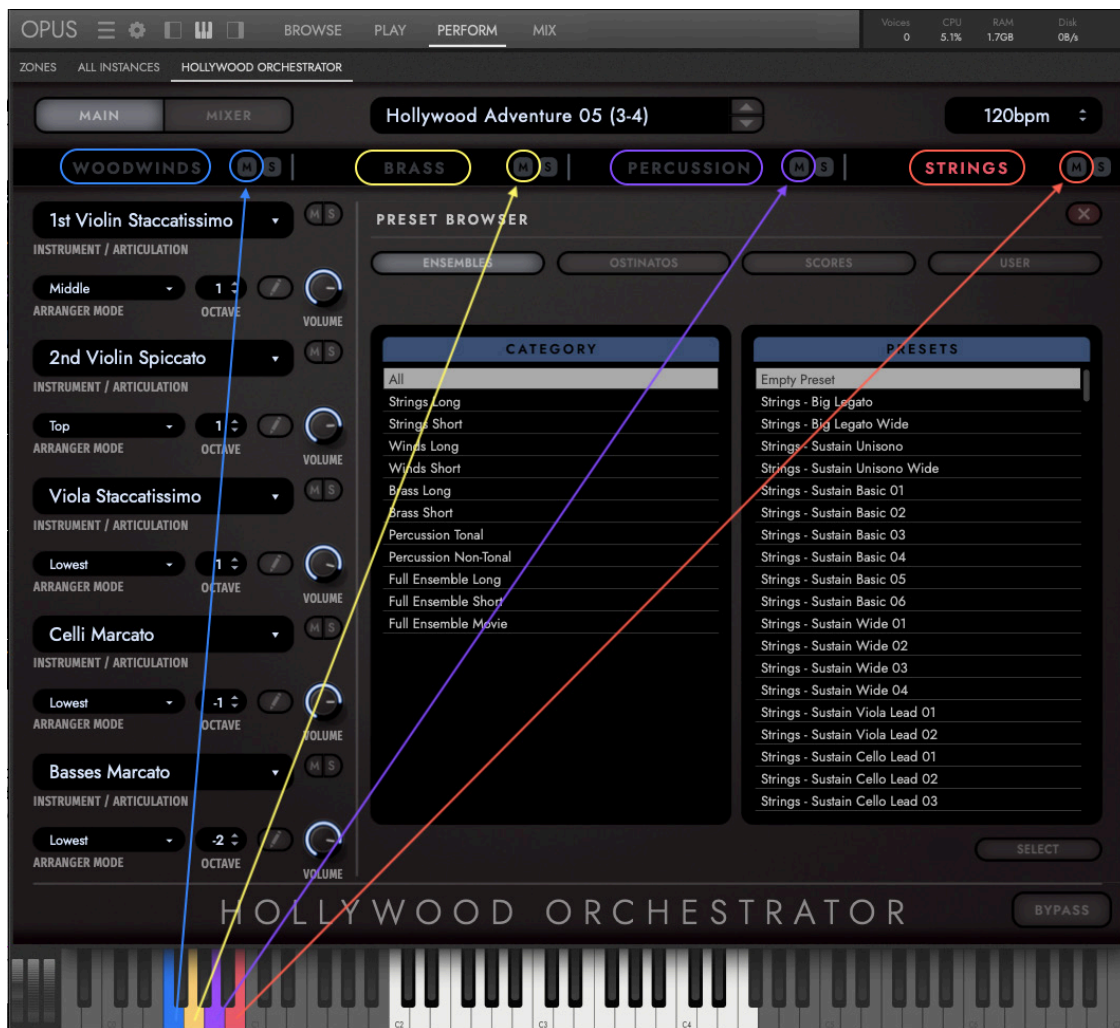 OPUS BROWSE PLAY PERFORM MIX
Voices CPU RAM Disk
0 5.1% 1.7GB 0B/s
ZONES ALL INSTANCES HOLLYWOOD ORCHESTRATOR
MAIN MIXER Hollywood Adventure 05 (3-4) 120bpm
WOODWINDS M S BRASS M S PERCUSSION M S STRINGS M S
1st Violin Staccatissimo M S
INSTRUMENT / ARTICULATION
Middle 1
ARRANGER MODE OCTAVE VOLUME
2nd Violin Spiccato M S
INSTRUMENT / ARTICULATION
Top 1
ARRANGER MODE OCTAVE VOLUME
Viola Staccatissimo M S
INSTRUMENT / ARTICULATION
Lowest 1
ARRANGER MODE OCTAVE VOLUME
Celli Marcato M S
INSTRUMENT / ARTICULATION
Lowest -1
ARRANGER MODE OCTAVE VOLUME
Basses Marcato M S
INSTRUMENT / ARTICULATION
Lowest -2
ARRANGER MODE OCTAVE VOLUME
PRESET BROWSER
ENSEMBLES OSTINATOS SCORES USER
CATEGORY
All
Strings Long
Strings Short
Winds Long
Winds Short
Brass Long
Brass Short
Percussion Tonal
Percussion Non-Tonal
Full Ensemble Long
Full Ensemble Short
Full Ensemble Movie
PRESETS
Empty Preset
Strings - Big Legato
Strings - Big Legato Wide
Strings - Sustain Unisono
Strings - Sustain Unisono Wide
Strings - Sustain Basic 01
Strings - Sustain Basic 02
Strings - Sustain Basic 03
Strings - Sustain Basic 04
Strings - Sustain Basic 05
Strings - Sustain Basic 06
Strings - Sustain Wide 01
Strings - Sustain Wide 02
Strings - Sustain Wide 03
Strings - Sustain Wide 04
Strings - Sustain Viola Lead 01
Strings - Sustain Viola Lead 02
Strings - Sustain Cello Lead 01
Strings - Sustain Cello Lead 02
Strings - Sustain Cello Lead 03
SELECT
HOLLYWOOD ORCHESTRATOR BYPASS
C2 C3 C4